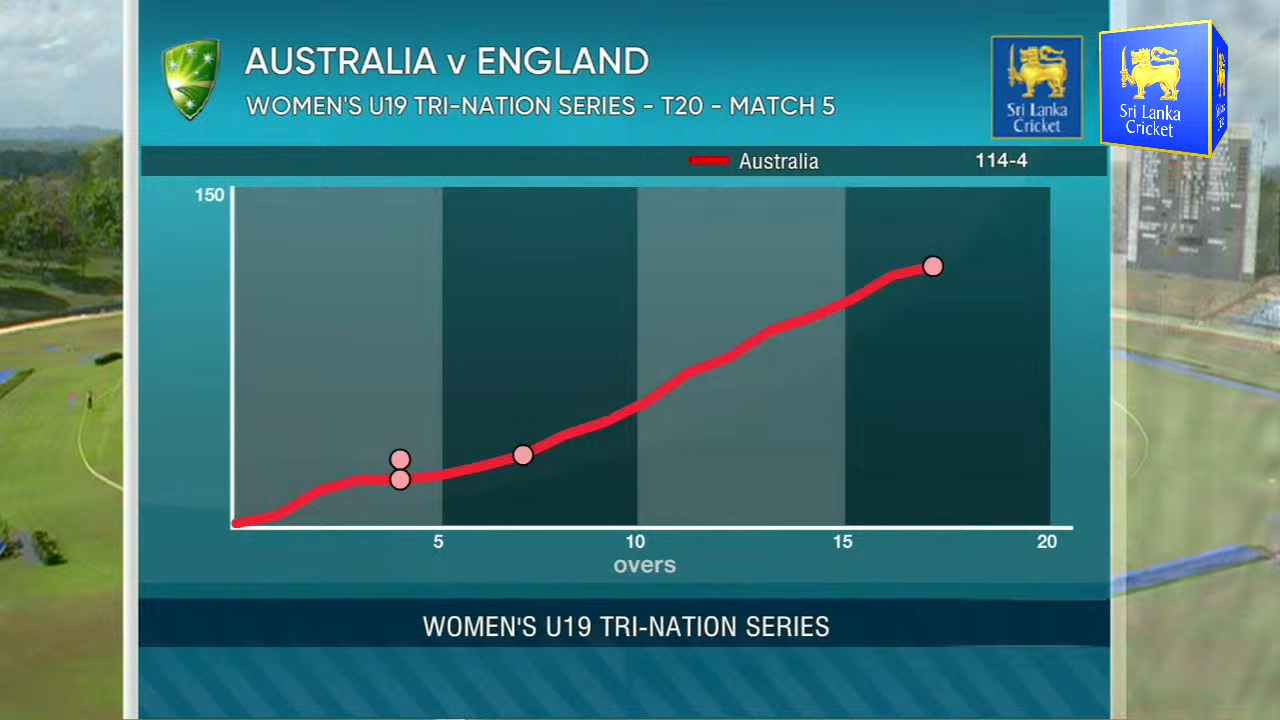 AUSTRALIA v ENGLAND
WOMEN'S U19 TRI-NATION SERIES - T20 - MATCH 5
Sri Lanka
Cricket
Sri Lanka
Cricket
Australia 114-4
150
5 10 15 20
overs
WOMEN'S U19 TRI-NATION SERIES